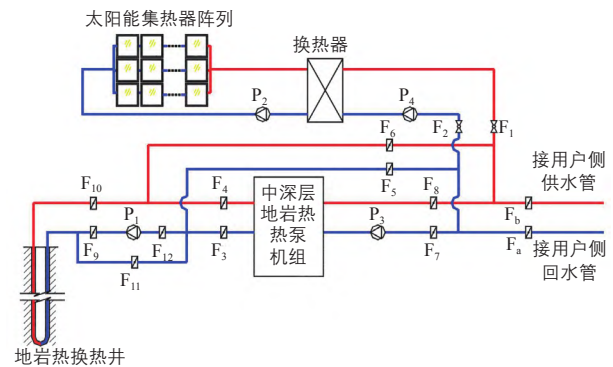 太阳能集热器阵列
换热器
P₂
P₄
F₂
F₁
F₆
F₅
接用户侧
供水管
F₁₀
F₄
中深层
地岩热
热泵
机组
F₈
F_b
P₁
P₃
F₉
F₁₂
F₃
F₇
F_a
接用户侧
回水管
F₁₁
地岩热换热井